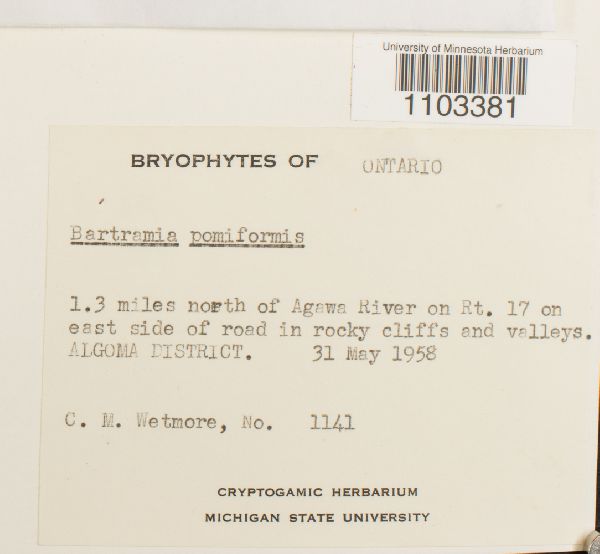 University of Minnesota Herbarium
1103381
BRYOPHYTES OF ONTARIO
Bartramia pomiformis
1.3 miles north of Agawa River on Rt. 17 on
east side of road in rocky cliffs and valleys.
ALGOMA DISTRICT. 31 May 1958
C. M. Wetmore, No. 1141
CRYPTOGAMIC HERBARIUM
MICHIGAN STATE UNIVERSITY